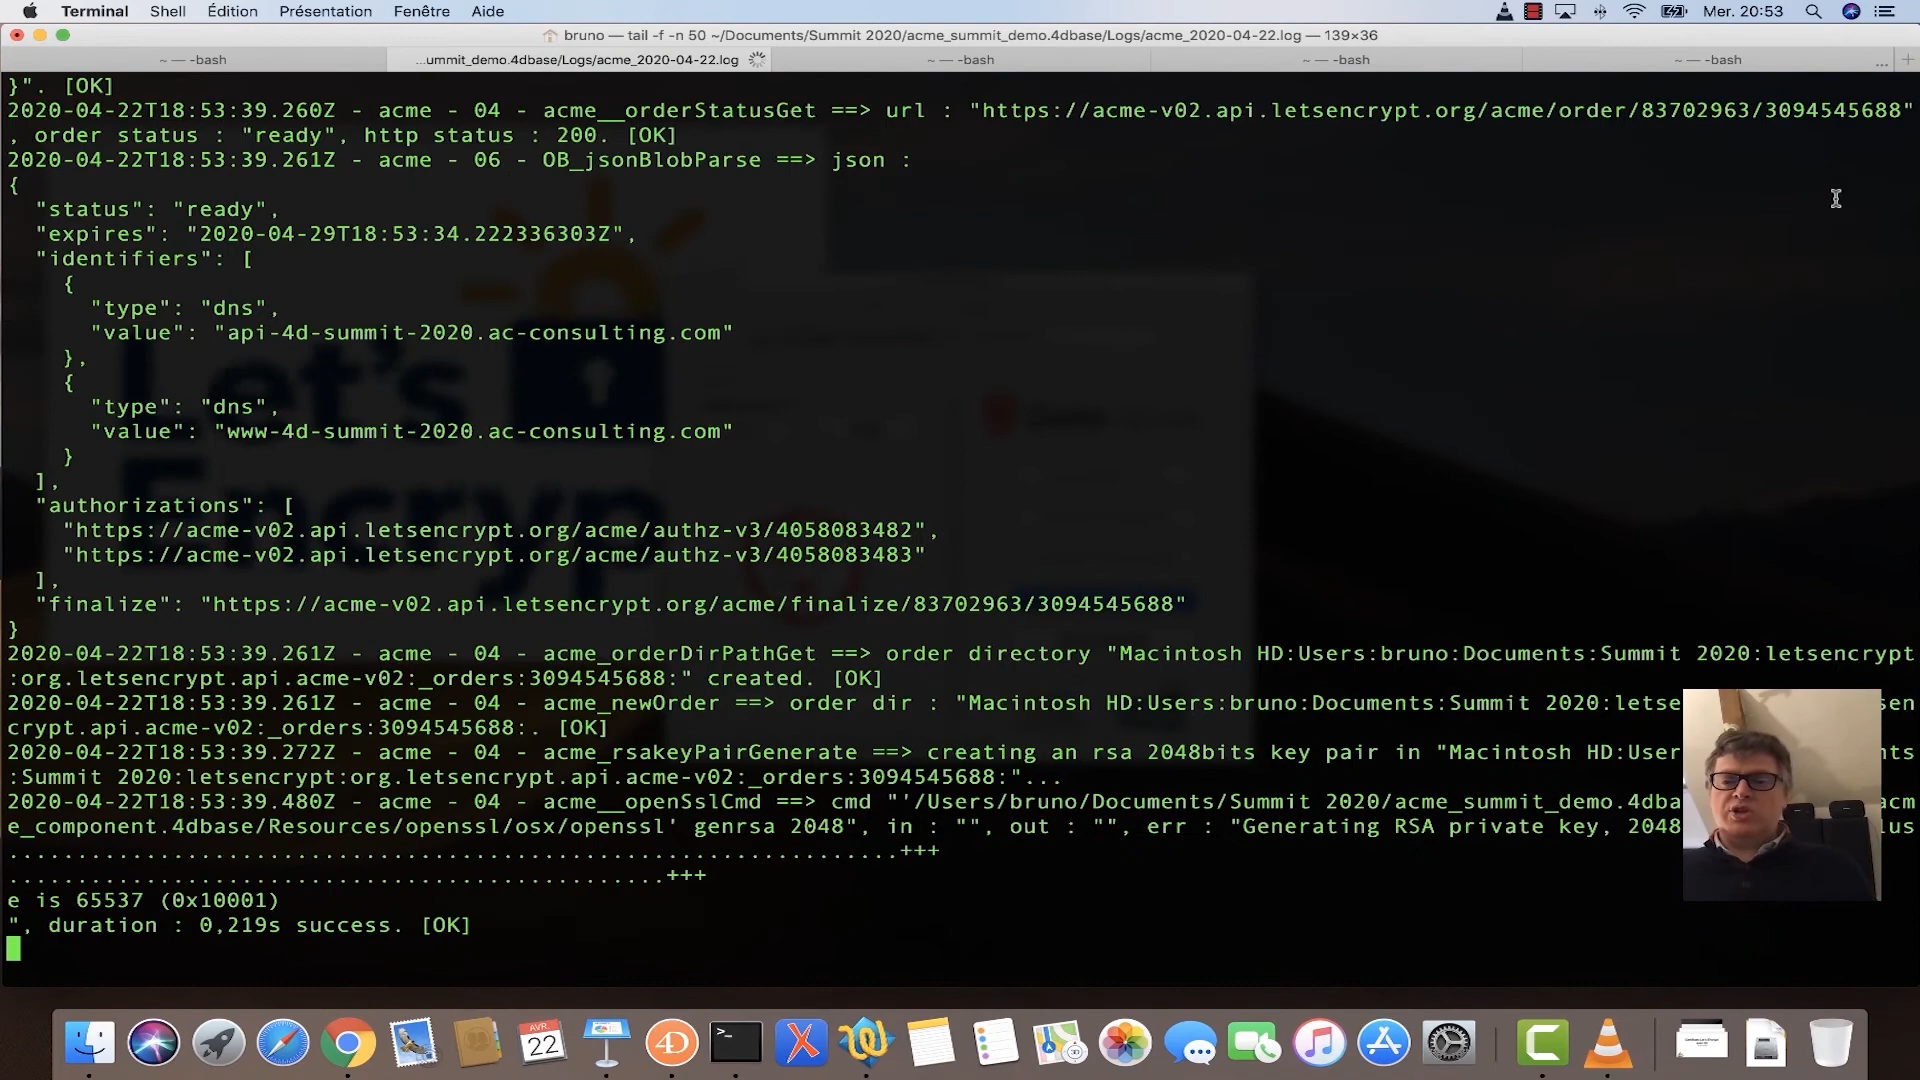 Terminal Shell Édition Présentation Fenêtre Aide Mer. 20:53
bruno — tail -f -n 50 ~/Documents/Summit 2020/acme_summit_demo.4dbase/Logs/acme_2020-04-22.log — 139×36
~ — -bash ...ummit_demo.4dbase/Logs/acme_2020-04-22.log ~ — -bash ~ — -bash ~ — -bash ... +
}". [OK]
2020-04-22T18:53:39.260Z - acme - 04 - acme__orderStatusGet ==> url : "https://acme-v02.api.letsencrypt.org/acme/order/83702963/3094545688"
, order status : "ready", http status : 200. [OK]
2020-04-22T18:53:39.261Z - acme - 06 - OB_jsonBlobParse ==> json :
{
"status": "ready",
"expires": "2020-04-29T18:53:34.222336303Z",
"identifiers": [
{
"type": "dns",
"value": "api-4d-summit-2020.ac-consulting.com"
},
{
"type": "dns",
"value": "www-4d-summit-2020.ac-consulting.com"
}
],
"authorizations": [
"https://acme-v02.api.letsencrypt.org/acme/authz-v3/4058083482",
"https://acme-v02.api.letsencrypt.org/acme/authz-v3/4058083483"
],
"finalize": "https://acme-v02.api.letsencrypt.org/acme/finalize/83702963/3094545688"
}
2020-04-22T18:53:39.261Z - acme - 04 - acme_orderDirPathGet ==> order directory "Macintosh HD:Users:bruno:Documents:Summit 2020:letsencrypt
:org.letsencrypt.api.acme-v02:_orders:3094545688:" created. [OK]
2020-04-22T18:53:39.261Z - acme - 04 - acme_newOrder ==> order dir : "Macintosh HD:Users:bruno:Documents:Summit 2020:letse sen
crypt.api.acme-v02:_orders:3094545688:. [OK]
2020-04-22T18:53:39.272Z - acme - 04 - acme_rsakeyPairGenerate ==> creating an rsa 2048bits key pair in "Macintosh HD:Use nts
:Summit 2020:letsencrypt:org.letsencrypt.api.acme-v02:_orders:3094545688:"...
2020-04-22T18:53:39.480Z - acme - 04 - acme__openSslCmd ==> cmd "'/Users/bruno/Documents/Summit 2020/acme_summit_demo.4dba acm
e_component.4dbase/Resources/openssl/osx/openssl' genrsa 2048", in : "", out : "", err : "Generating RSA private key, 2048 lus
.................................................................+++
................................................+++
e is 65537 (0x10001)
", duration : 0,219s success. [OK]
Let's
Encryp
AVR.
22
4D